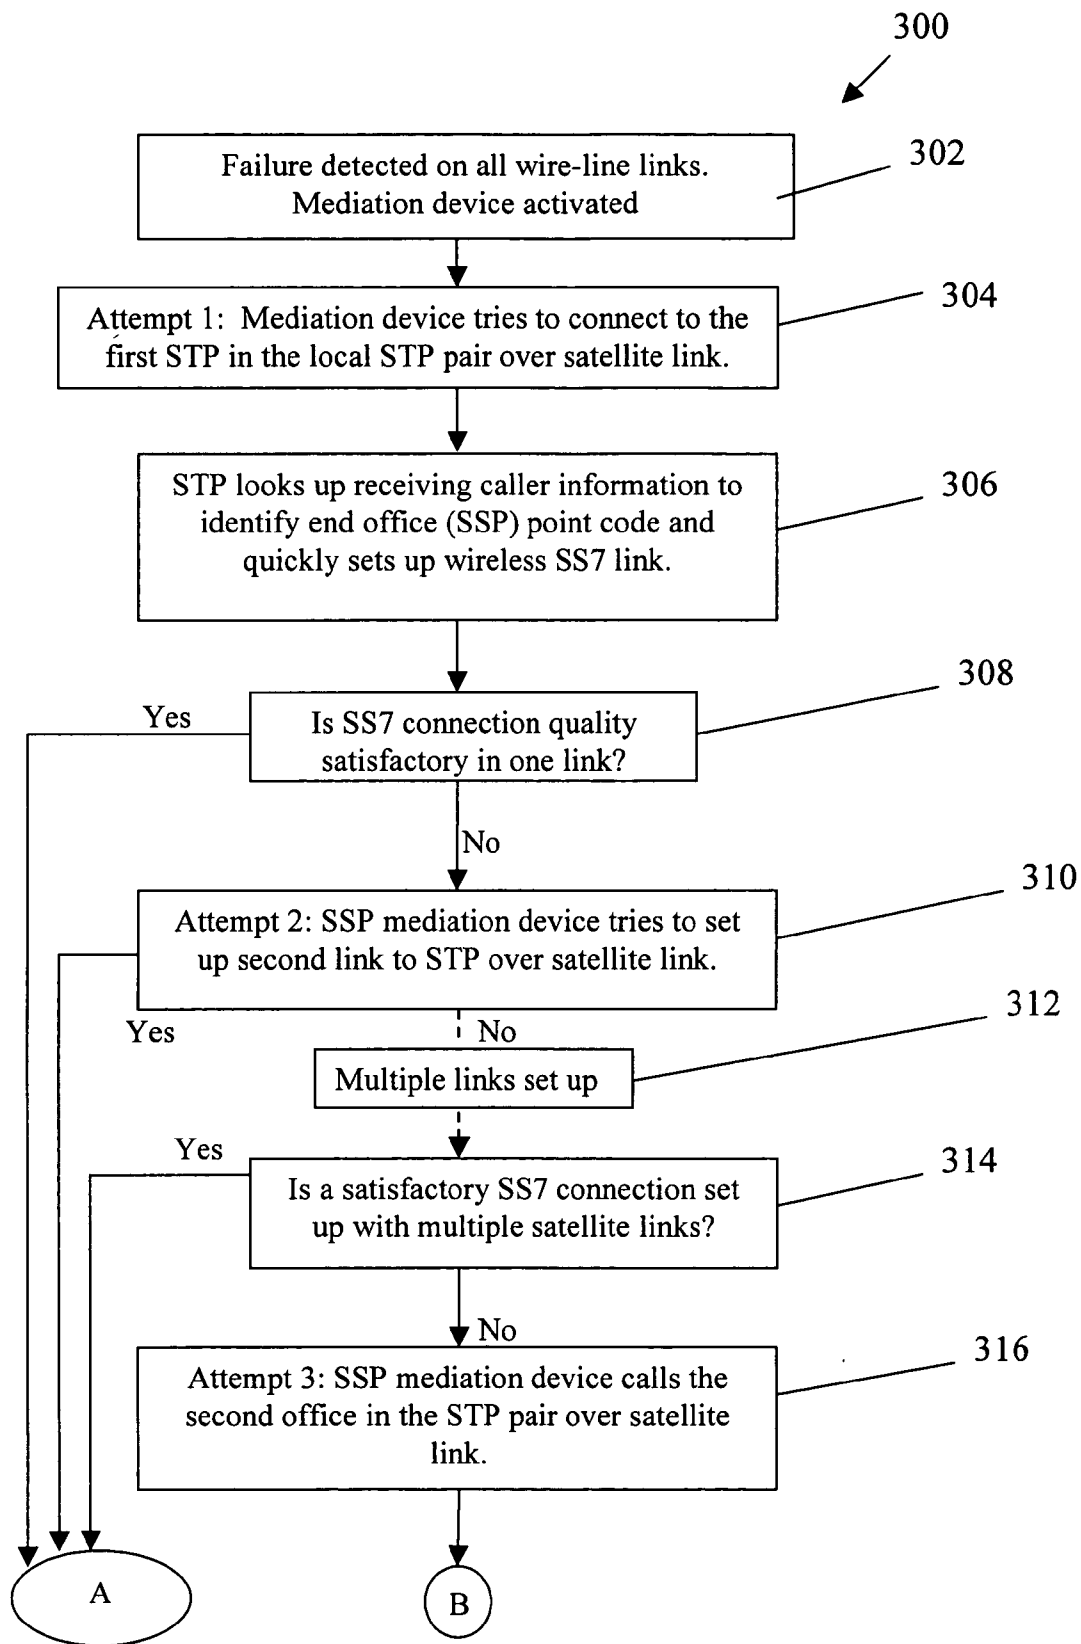 300
Failure detected on all wire-line links.
Mediation device activated
302
Attempt 1: Mediation device tries to connect to the
first STP in the local STP pair over satellite link.
304
STP looks up receiving caller information to
identify end office (SSP) point code and
quickly sets up wireless SS7 link.
306
Is SS7 connection quality
satisfactory in one link?
308
Yes
No
Attempt 2: SSP mediation device tries to set
up second link to STP over satellite link.
310
Yes
No
Multiple links set up
312
Yes
Is a satisfactory SS7 connection set
up with multiple satellite links?
314
No
Attempt 3: SSP mediation device calls the
second office in the STP pair over satellite
link.
316
A
B